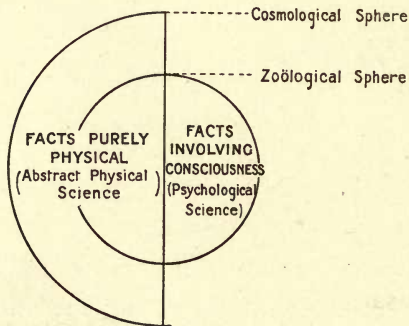 Cosmological Sphere
Zoölogical Sphere
FACTS PURELY
PHYSICAL
(Abstract Physical
Science)
FACTS
INVOLVING
CONSCIOUSNESS
(Psychological
Science)